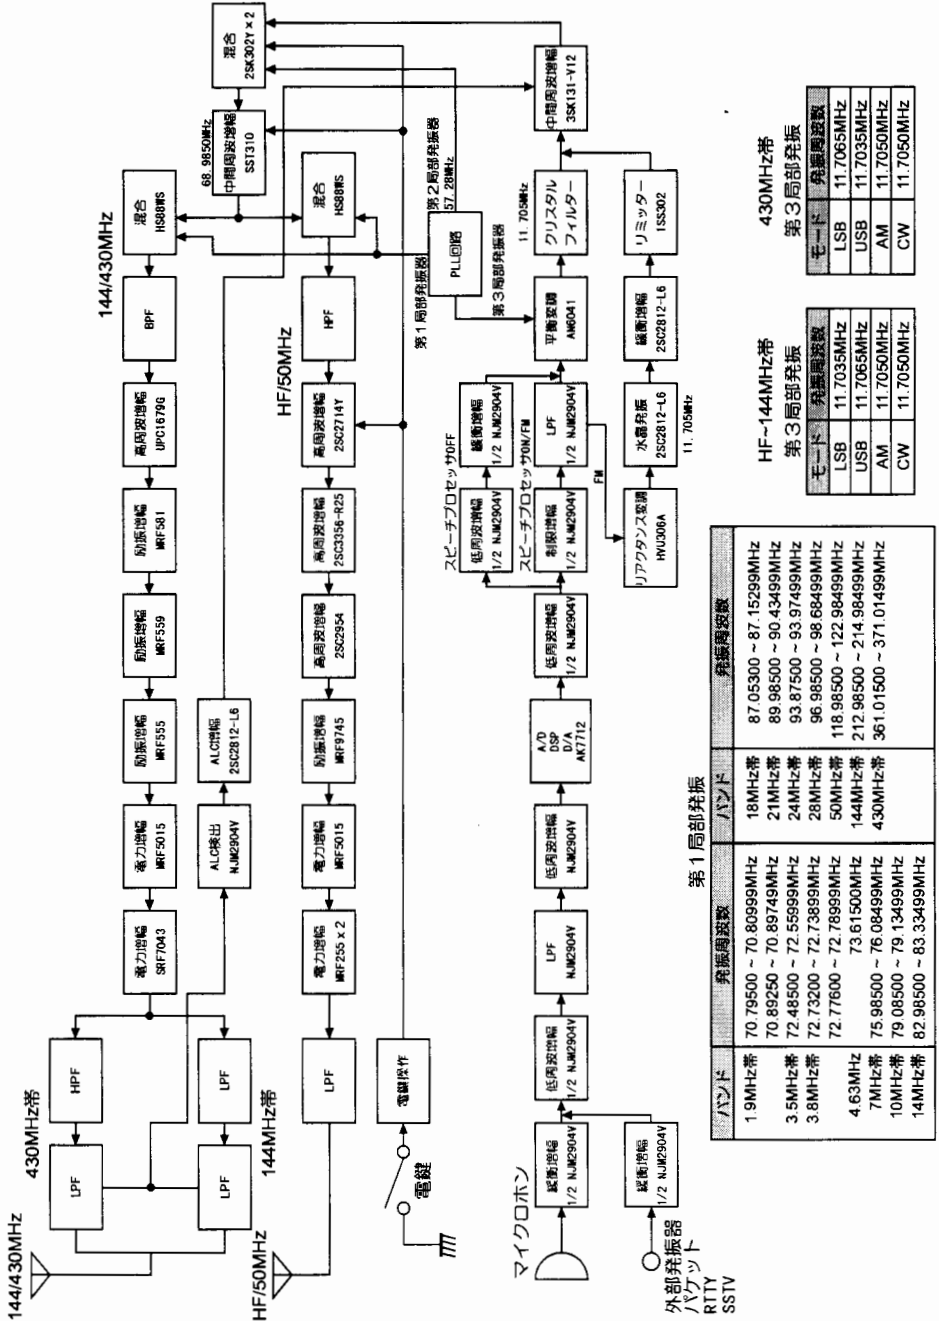 144/430MHz
430MHz帯
LPF
HPF
LPF
LPF
144MHz帯
電力増幅
SRF7043
電力増幅
MRF5015
励振増幅
MRF555
励振増幅
MRF559
励振増幅
MRF581
高周波増幅
UPC1679G
BPF
144/430MHz
混合
HS88WS
68.9850MHz
中間周波増幅
SST310
混合
2SK302Y×2
ALC検出
NJM2904V
ALC増幅
2SC2812-L6
HF/50MHz
LPF
電力増幅
MRF255×2
電力増幅
MRF5015
励振増幅
MRF9745
高周波増幅
2SC2954
高周波増幅
2SC3356-R25
高周波増幅
2SC2714Y
HF/50MHz
HPF
混合
HS88WS
電鍵
電鍵操作
第1局部発振器
PLL回路
第2局部発振器
57.28MHz
第3局部発振器
マイクロホン
緩衝増幅
1/2 NJM2904V
外部発振器
パケット
RTTY
SSTV
緩衝増幅
1/2 NJM2904V
低周波増幅
1/2 NJM2904V
LPF
NJM2904V
低周波増幅
NJM2904V
A/D
DSP
D/A
AK7712
低周波増幅
1/2 NJM2904V
スピーチプロセッサOFF
低周波増幅
1/2 NJM2904V
緩衝増幅
1/2 NJM2904V
スピーチプロセッサON/FM
制限増幅
1/2 NJM2904V
LPF
1/2 NJM2904V
FM
平衡変調
AN6041
11.705MHz
クリスタル
フィルター
中間周波増幅
3SK131-V12
リアクタンス変調
HVU306A
水晶発振
2SC2812-L6
11.705MHz
緩衝増幅
2SC2812-L6
リミッター
1SS302
第1局部発振
バンド 発振周波数 バンド 発振周波数
1.9MHz帯 70.79500~70.80999MHz 18MHz帯 87.05300~87.15299MHz
70.89250~70.89749MHz 21MHz帯 89.98500~90.43499MHz
3.5MHz帯 72.48500~72.55999MHz 24MHz帯 93.87500~93.97499MHz
3.8MHz帯 72.73200~72.73899MHz 28MHz帯 96.98500~98.68499MHz
72.77600~72.78999MHz 50MHz帯 118.98500~122.98499MHz
4.63MHz 73.61500MHz 144MHz帯 212.98500~214.98499MHz
7MHz帯 75.98500~76.08499MHz 430MHz帯 361.01500~371.01499MHz
10MHz帯 79.08500~79.13499MHz
14MHz帯 82.98500~83.33499MHz
HF~144MHz帯
第3局部発振
モード 発振周波数
LSB 11.7035MHz
USB 11.7065MHz
AM 11.7050MHz
CW 11.7050MHz
430MHz帯
第3局部発振
モード 発振周波数
LSB 11.7065MHz
USB 11.7035MHz
AM 11.7050MHz
CW 11.7050MHz